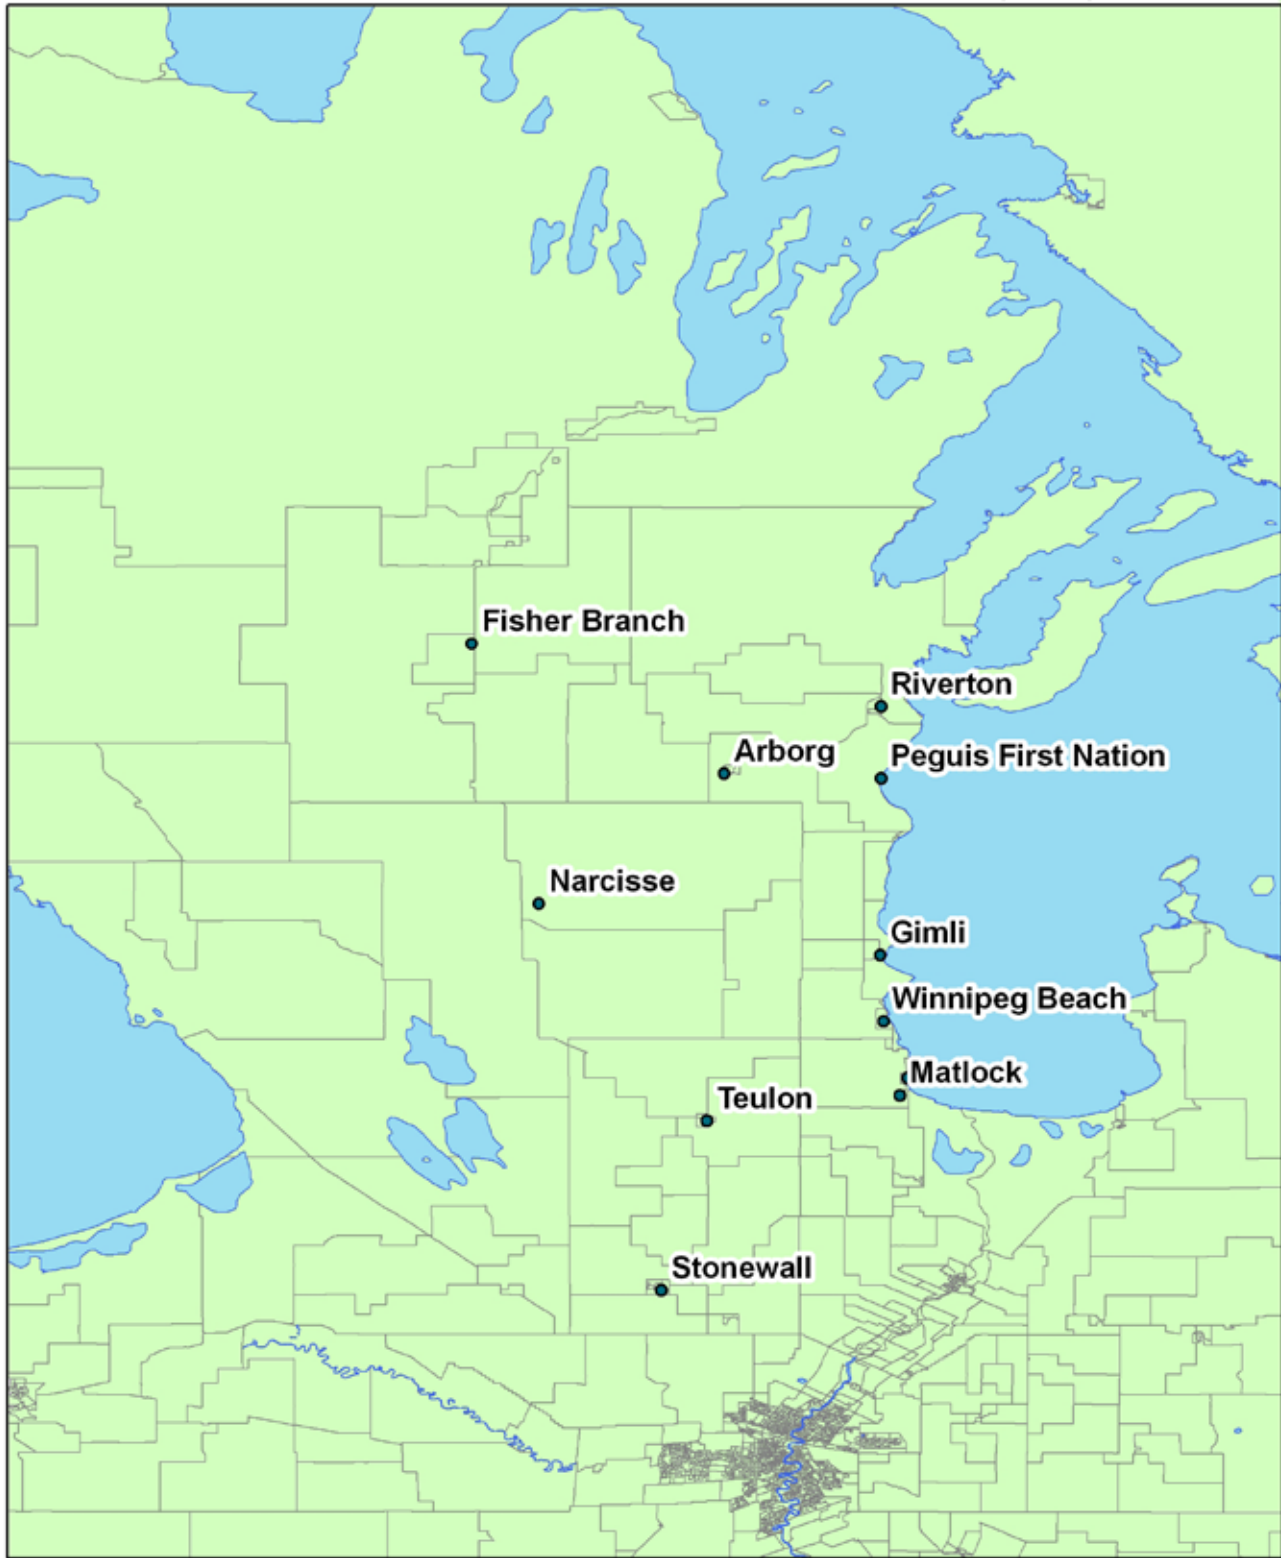 Fisher Branch
Riverton
Arborg
Peguis First Nation
Narcisse
Gimli
Winnipeg Beach
Matlock
Teulon
Stonewall